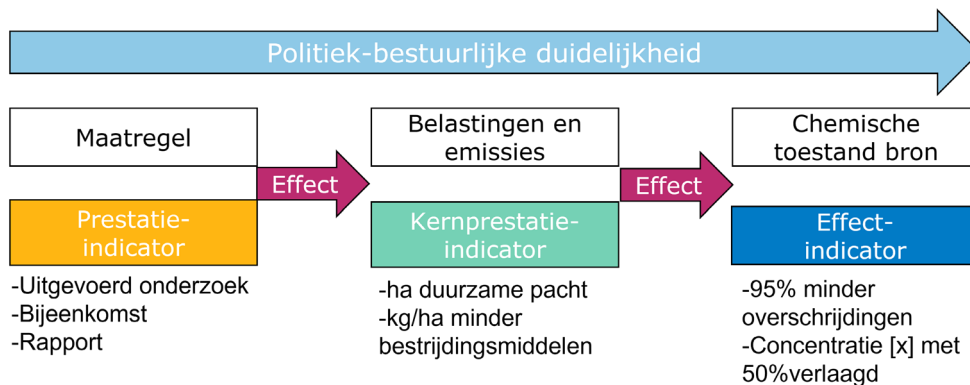 Politiek-bestuurlijke duidelijkheid
Maatregel
Effect
Belastingen en
emissies
Effect
Chemische
toestand bron
Prestatie-
indicator
Kernprestatie-
indicator
Effect-
indicator
-Uitgevoerd onderzoek
-Bijeenkomst
-Rapport
-ha duurzame pacht
-kg/ha minder
bestrijdingsmiddelen
-95% minder
overschrijdingen
-Concentratie [x] met
50%verlaagd